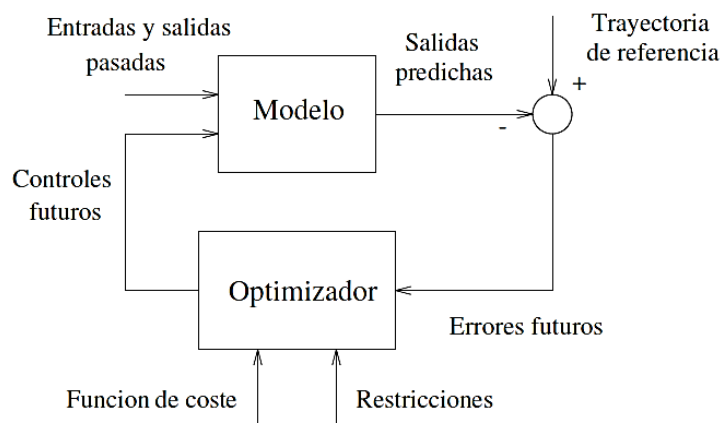 Entradas y salidas
pasadas
Salidas
predichas
Trayectoria
de referencia
+
-
Modelo
Controles
futuros
Optimizador
Errores futuros
Funcion de coste
Restricciones